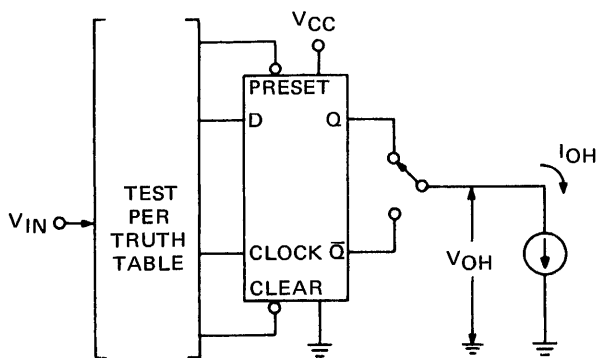 VCC
PRESET
D Q
IOH
TEST
PER
TRUTH
TABLE
VIN
CLOCK Q̅
VOH
CLEAR